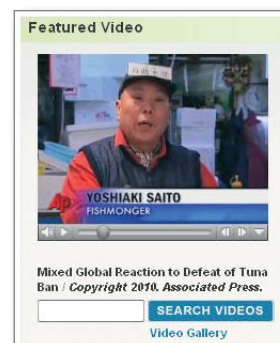 Featured Video
YOSHIAKI SAITO
FISHMONGER
Mixed Global Reaction to Defeat of Tuna
Ban / Copyright 2010. Associated Press.
SEARCH VIDEOS
Video Gallery